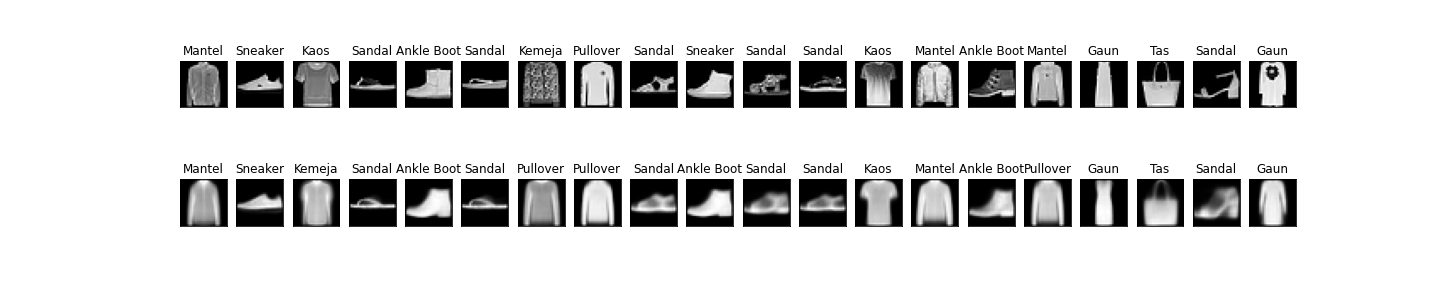 Mantel Sneaker Kaos Sandal Ankle Boot Sandal Kemeja Pullover Sandal Sneaker Sandal Sandal Kaos Mantel Ankle Boot Mantel Gaun Tas Sandal Gaun
Mantel Sneaker Kemeja Sandal Ankle Boot Sandal Pullover Pullover Sandal Ankle Boot Sandal Sandal Kaos Mantel Ankle Boot Pullover Gaun Tas Sandal Gaun